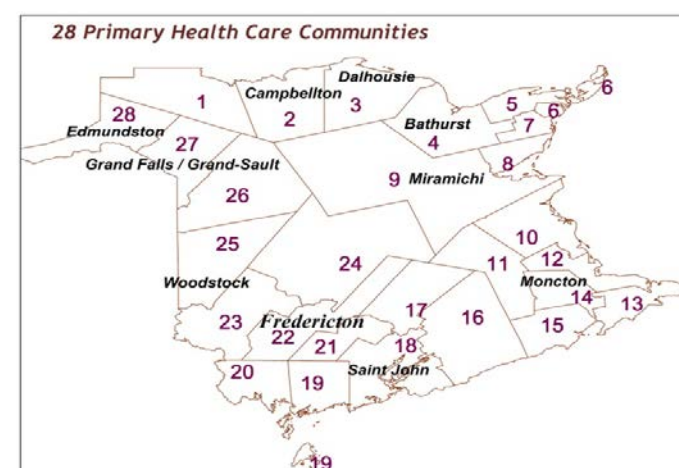 28 Primary Health Care Communities
Dalhousie
6
1
Campbellton
5
6
28
2
3
Bathurst
7
Edmundston
27
4
Grand Falls / Grand-Sault
8
9 Miramichi
26
10
25
24
11
12
Woodstock
Moncton
14
13
17
23
Fredericton
16
15
22
21
18
20
Saint John
19
19